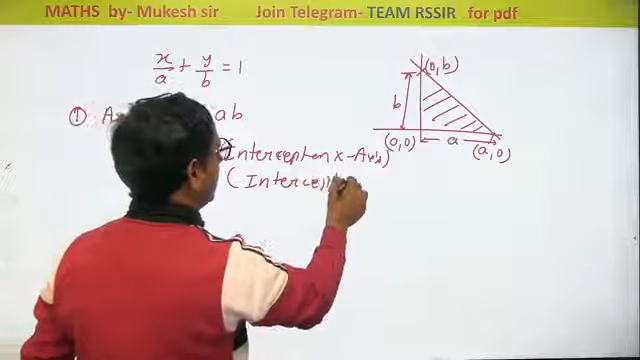 MATHS by- Mukesh sir Join Telegram- TEAM RSSIR for pdf
x/a + y/b = 1
(0,b)
① A ab
b
(0,0) a (a,0)
Intercept on x-Axis)
(Intercept